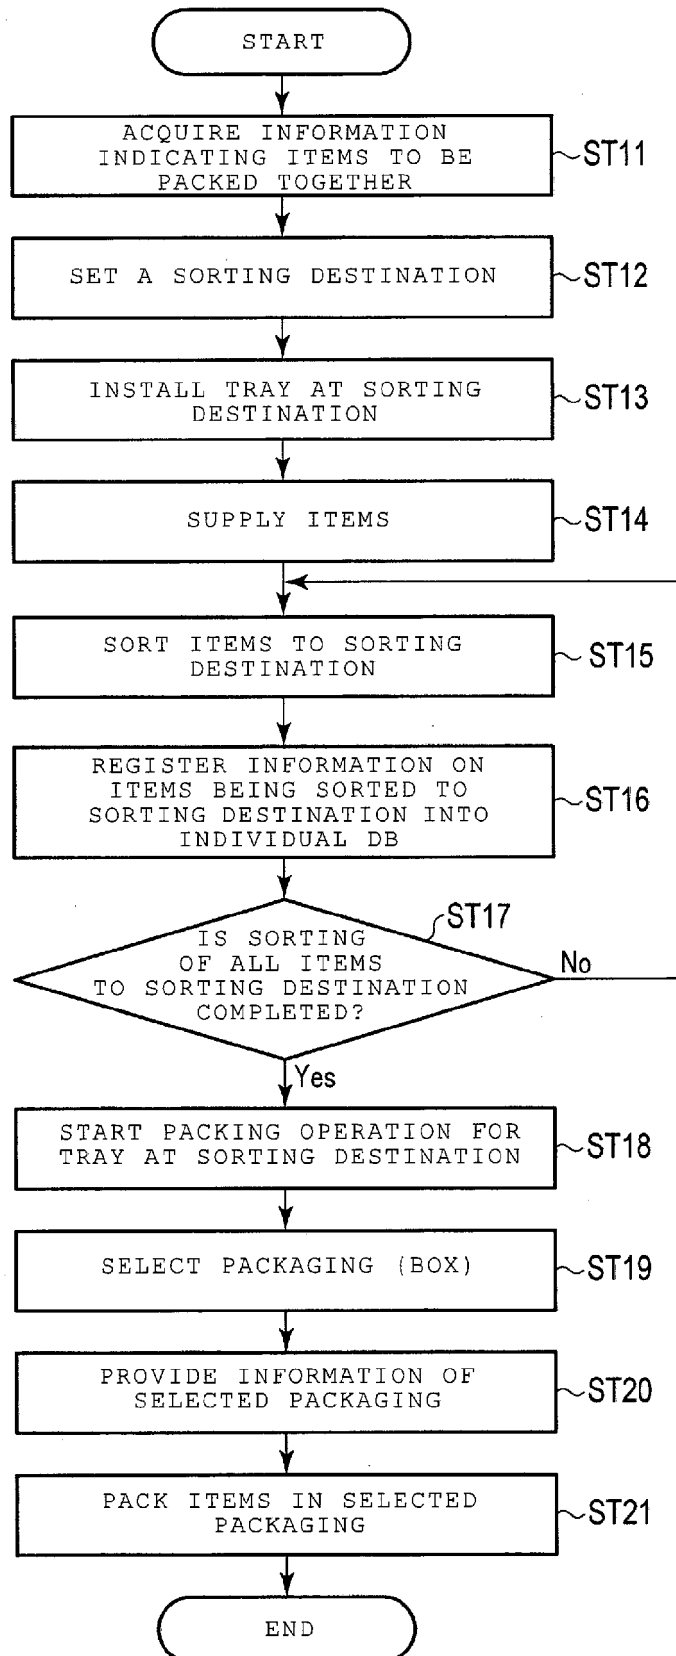 START
ACQUIRE INFORMATION
INDICATING ITEMS TO BE
PACKED TOGETHER
ST11
SET A SORTING DESTINATION
ST12
INSTALL TRAY AT SORTING
DESTINATION
ST13
SUPPLY ITEMS
ST14
SORT ITEMS TO SORTING
DESTINATION
ST15
REGISTER INFORMATION ON
ITEMS BEING SORTED TO
SORTING DESTINATION INTO
INDIVIDUAL DB
ST16
ST17
IS SORTING
OF ALL ITEMS
TO SORTING DESTINATION
COMPLETED?
No
Yes
START PACKING OPERATION FOR
TRAY AT SORTING DESTINATION
ST18
SELECT PACKAGING (BOX)
ST19
PROVIDE INFORMATION OF
SELECTED PACKAGING
ST20
PACK ITEMS IN SELECTED
PACKAGING
ST21
END